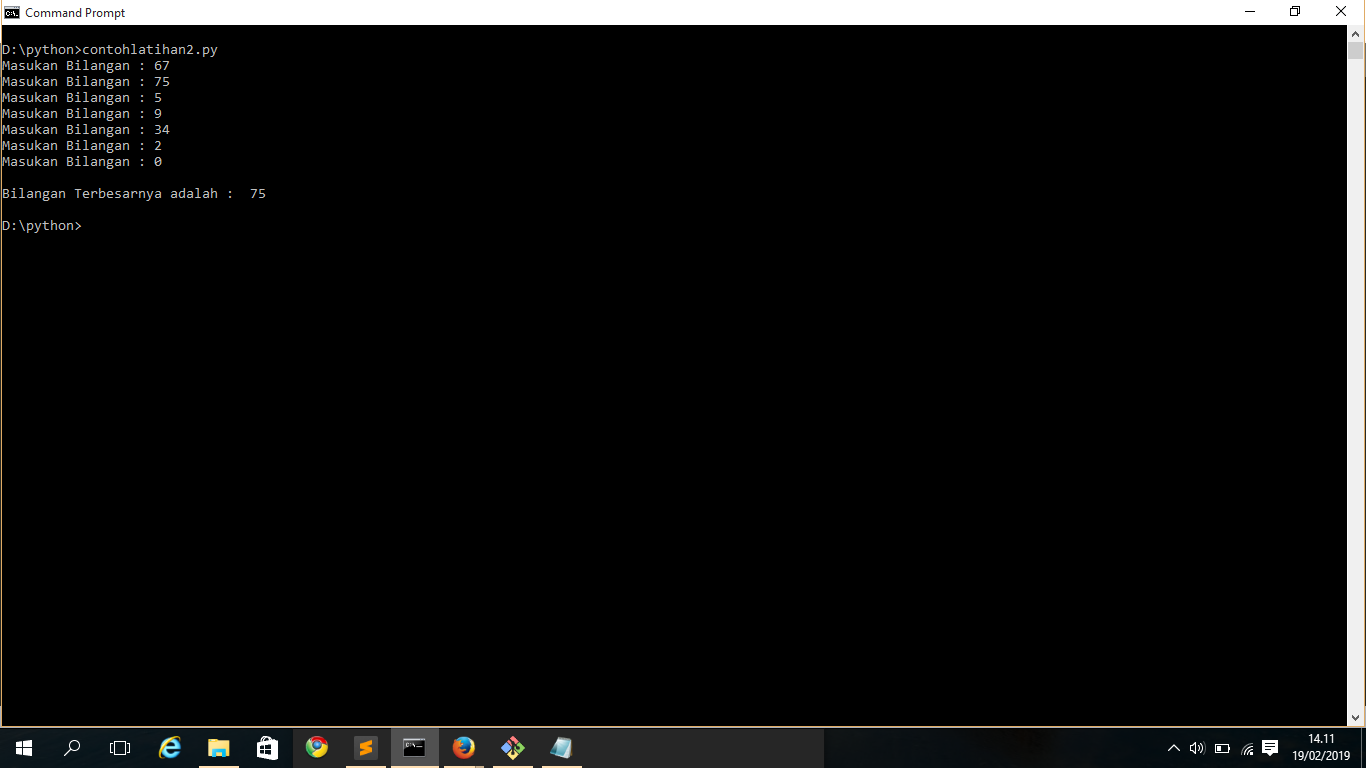 Command Prompt
D:\python>contohlatihan2.py
Masukan Bilangan : 67
Masukan Bilangan : 75
Masukan Bilangan : 5
Masukan Bilangan : 9
Masukan Bilangan : 34
Masukan Bilangan : 2
Masukan Bilangan : 0
Bilangan Terbesarnya adalah :  75
D:\python>
14.11
19/02/2019